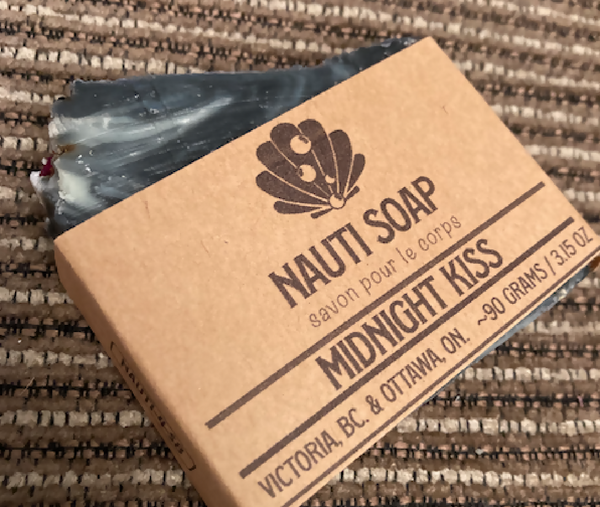 NAUTI SOAP
savon pour le corps
MIDNIGHT KISS
VICTORIA, BC. & OTTAWA, ON. ~90 GRAMS / 3.15 OZ